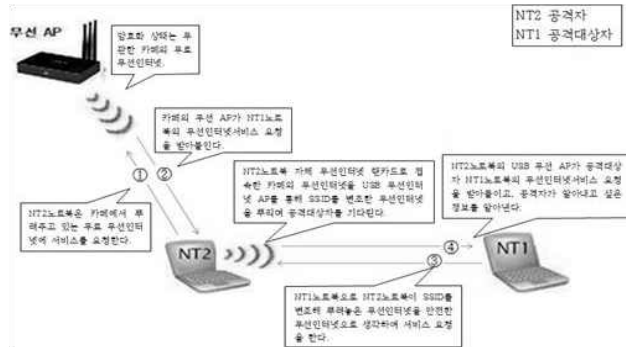 NT2 공격자
NT1 공격대상자
무선 AP
암호화 상태는 무
관한 카페의 무료
무선인터넷.
카페의 무선 AP가 NT1노트
북의 무선인터넷서비스 요청
을 받아들인다.
①
②
NT2노트북 자체 무선인터넷 랜카드로 접
속한 카페의 무선인터넷을 USB 무선인터
넷 AP를 통해 SSID를 변조한 무선인터넷
을 뿌리며 공격대상자를 기다린다.
NT2노트북의 USB 무선 AP가 공격대상
자 NT1노트북의 무선인터넷서비스 요청
을 받아들이고, 공격자가 알아내고 싶은
정보를 알아낸다.
NT2노트북은 카페에서 뿌
려주고 있는 무료 무선인터
넷에 서비스를 요청한다.
NT2
④
③
NT1
NT1노트북으로 NT2노트북이 SSID를
변조해 뿌려놓은 무선인터넷을 안전한
무선인터넷으로 생각하여 서비스 요청
을 한다.